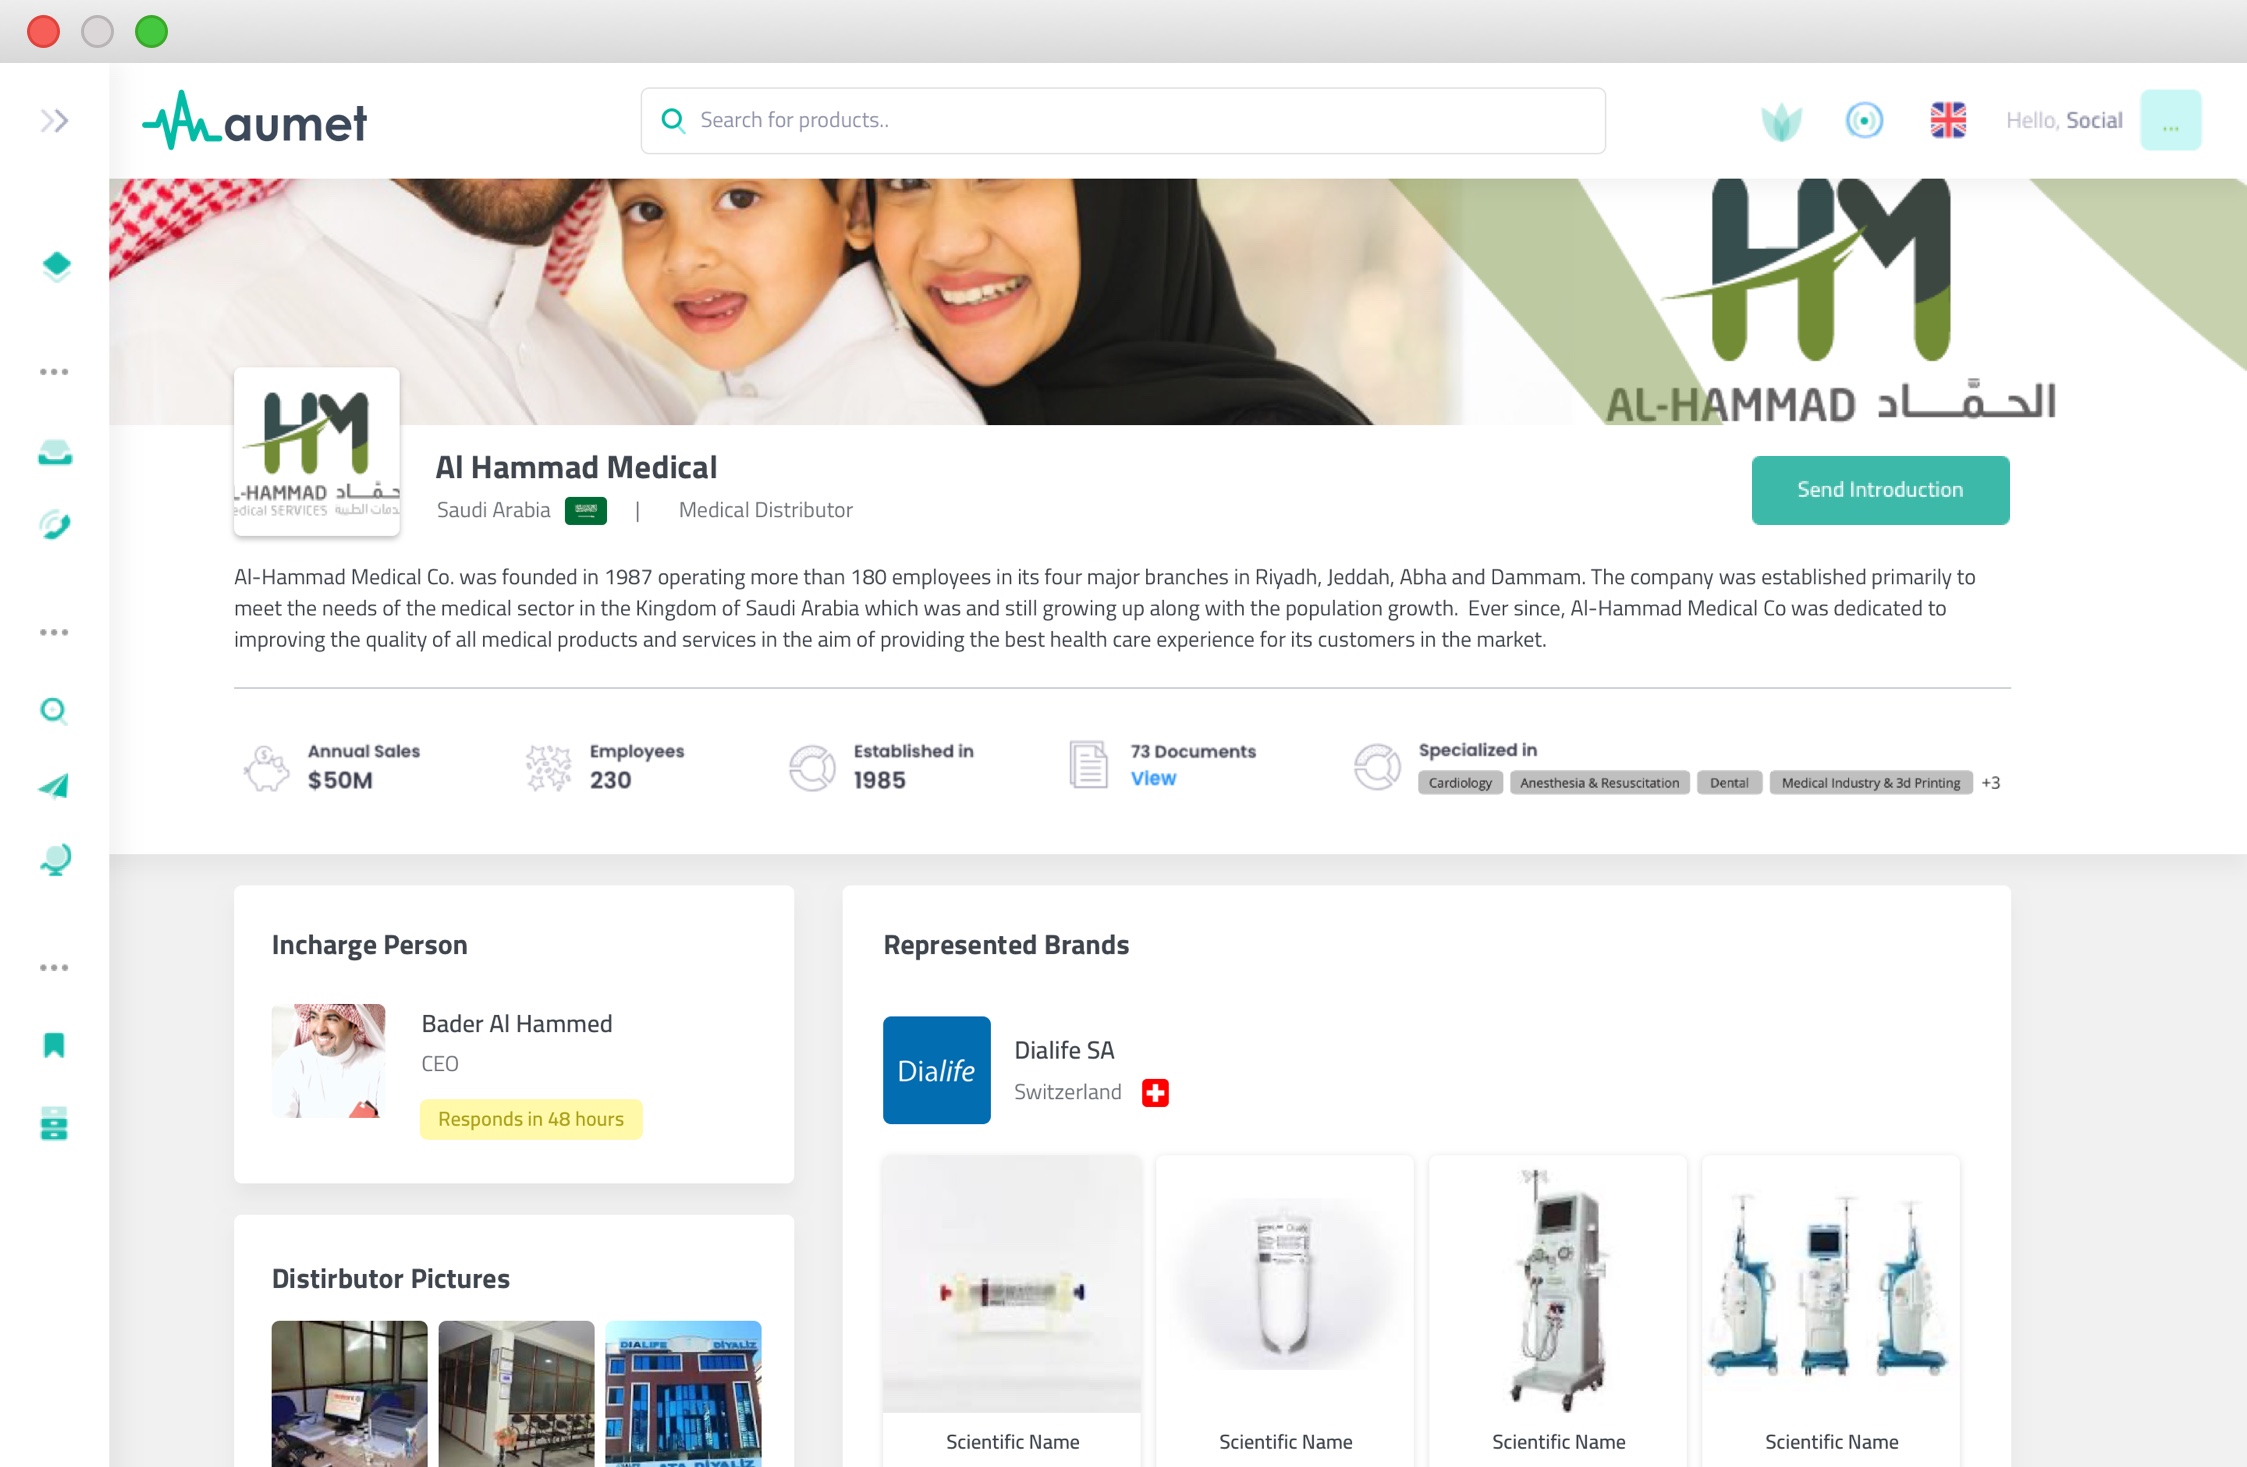 aumet
Search for products..
Hello, Social
...
HM
AL-HAMMAD الحمّاد
HM
L-HAMMAD حمّاد
edical SERVICES
Al Hammad Medical
Saudi Arabia | Medical Distributor
Send Introduction
Al-Hammad Medical Co. was founded in 1987 operating more than 180 employees in its four major branches in Riyadh, Jeddah, Abha and Dammam. The company was established primarily to
meet the needs of the medical sector in the Kingdom of Saudi Arabia which was and still growing up along with the population growth.  Ever since, Al-Hammad Medical Co was dedicated to
improving the quality of all medical products and services in the aim of providing the best health care experience for its customers in the market.
Annual Sales
$50M
Employees
230
Established in
1985
73 Documents
View
Specialized in
Cardiology Anesthesia & Resuscitation Dental Medical Industry & 3d Printing +3
Incharge Person
Bader Al Hammed
CEO
Responds in 48 hours
Distirbutor Pictures
DIALIFE DİYALİZ
ATA DİYALİZ
Represented Brands
Dialife
Dialife SA
Switzerland
Scientific Name
Scientific Name
Scientific Name
Scientific Name